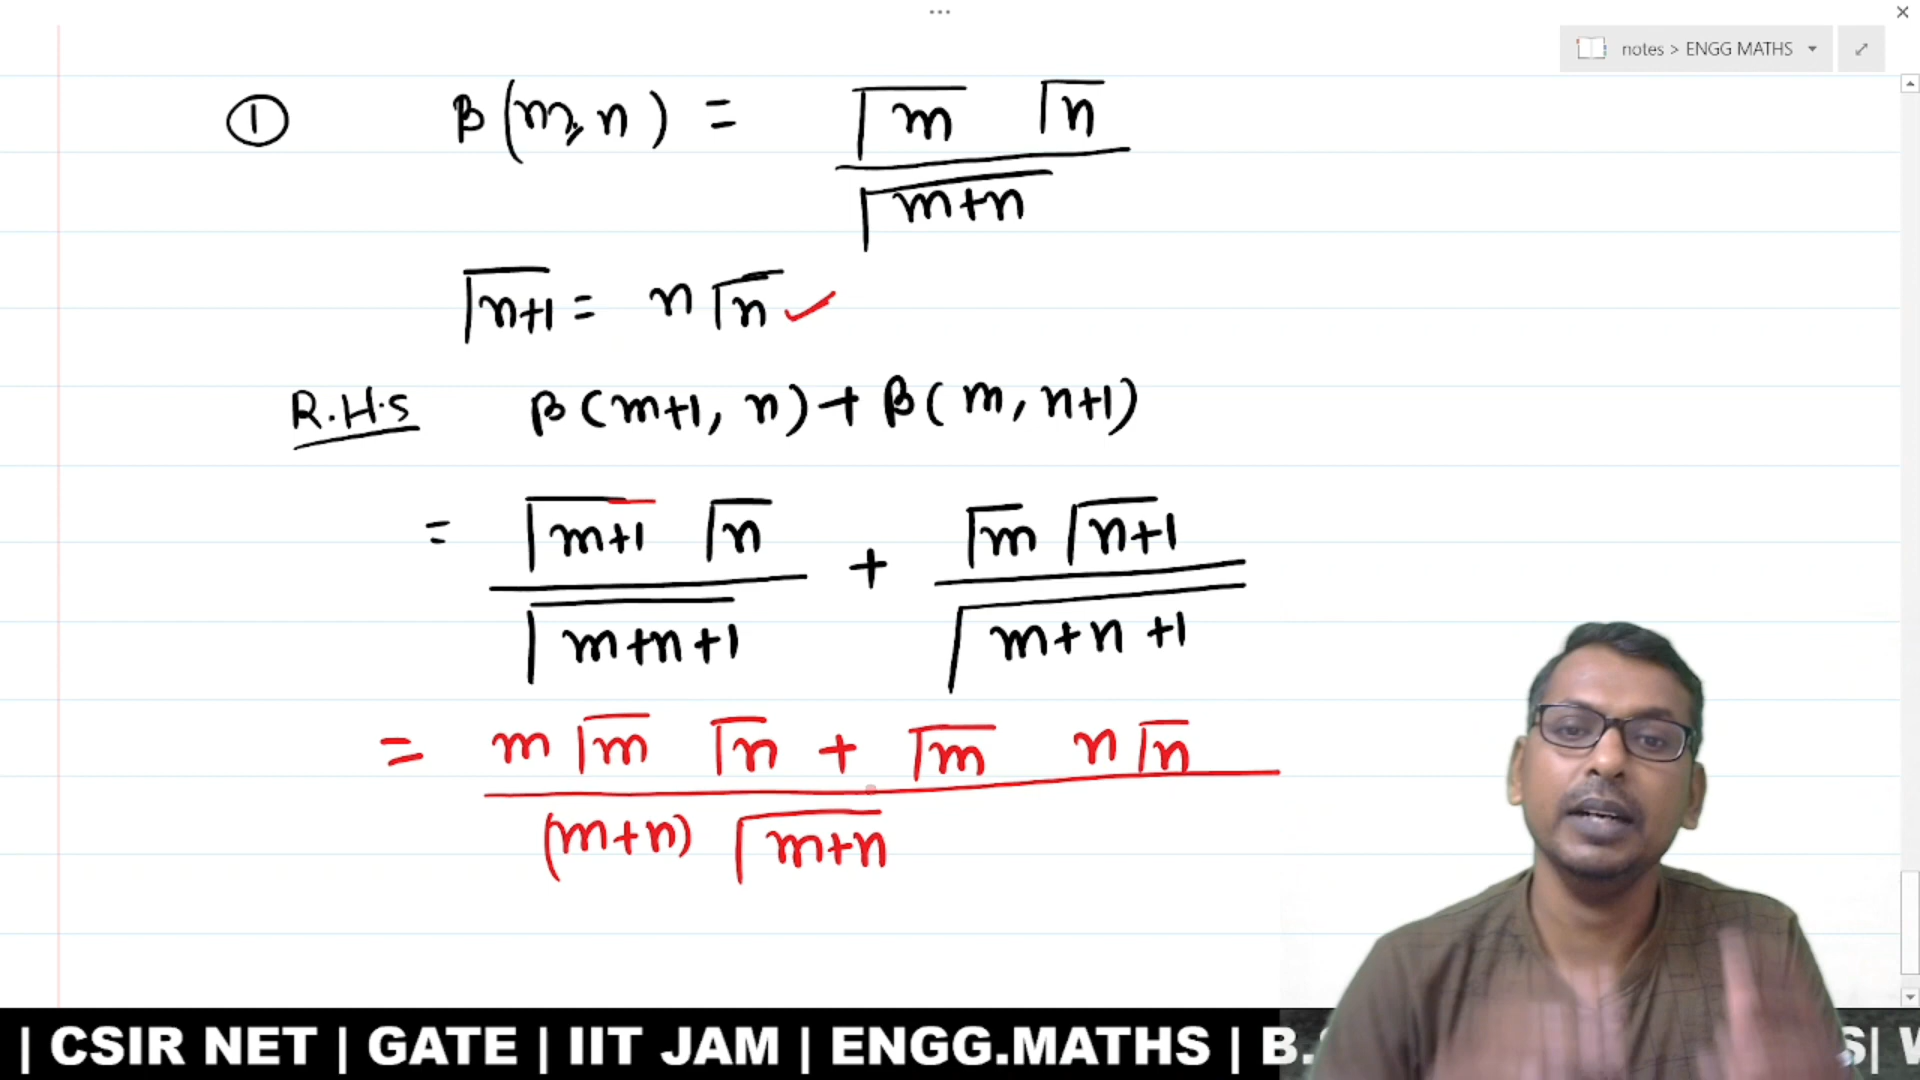 notes > ENGG MATHS
① β(m, n) = Γm Γn / Γm+n
Γn+1 = n Γn ✓
R.H.S β(m+1, n) + β(m, n+1)
= Γm+1 Γn / Γm+n+1 + Γm Γn+1 / Γm+n+1
= m Γm Γn + Γm n Γn / (m+n) Γm+n
| CSIR NET | GATE | IIT JAM | ENGG.MATHS | B.